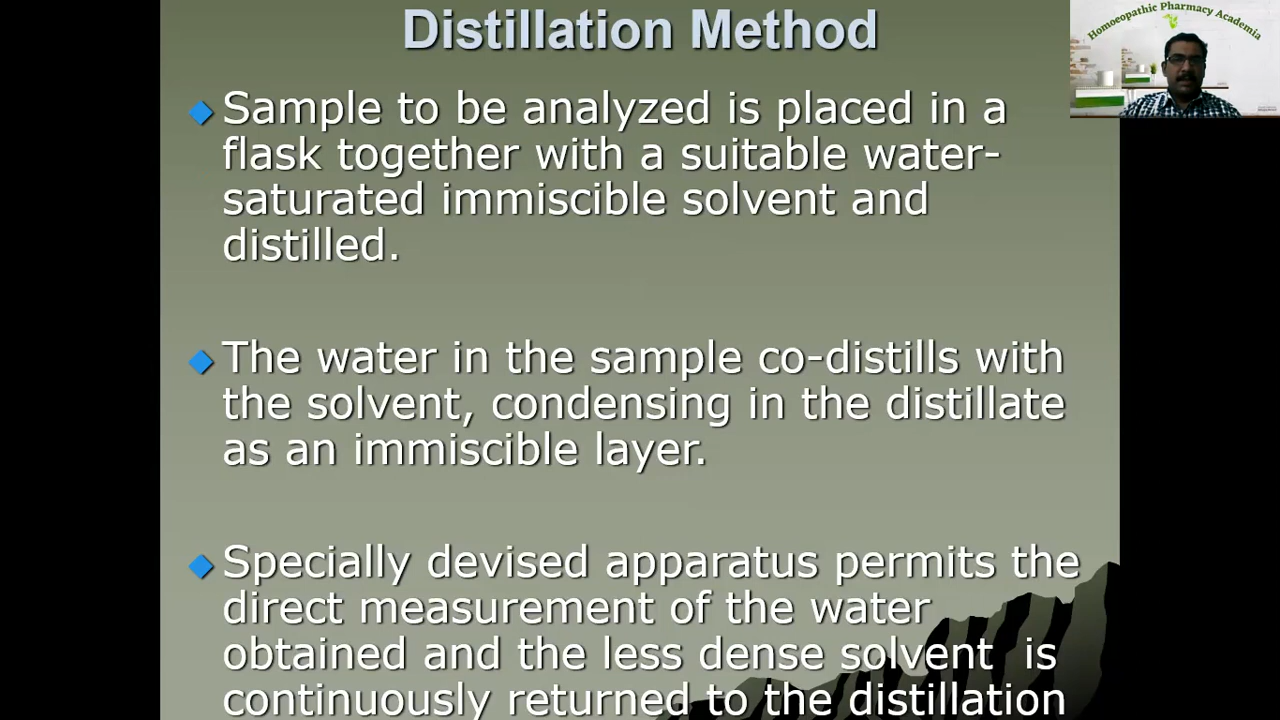 Distillation Method
Homoeopathic Pharmacy Academia
Sample to be analyzed is placed in a
flask together with a suitable water-
saturated immiscible solvent and
distilled.
The water in the sample co-distills with
the solvent, condensing in the distillate
as an immiscible layer.
Specially devised apparatus permits the
direct measurement of the water
obtained and the less dense solvent is
continuously returned to the distillation